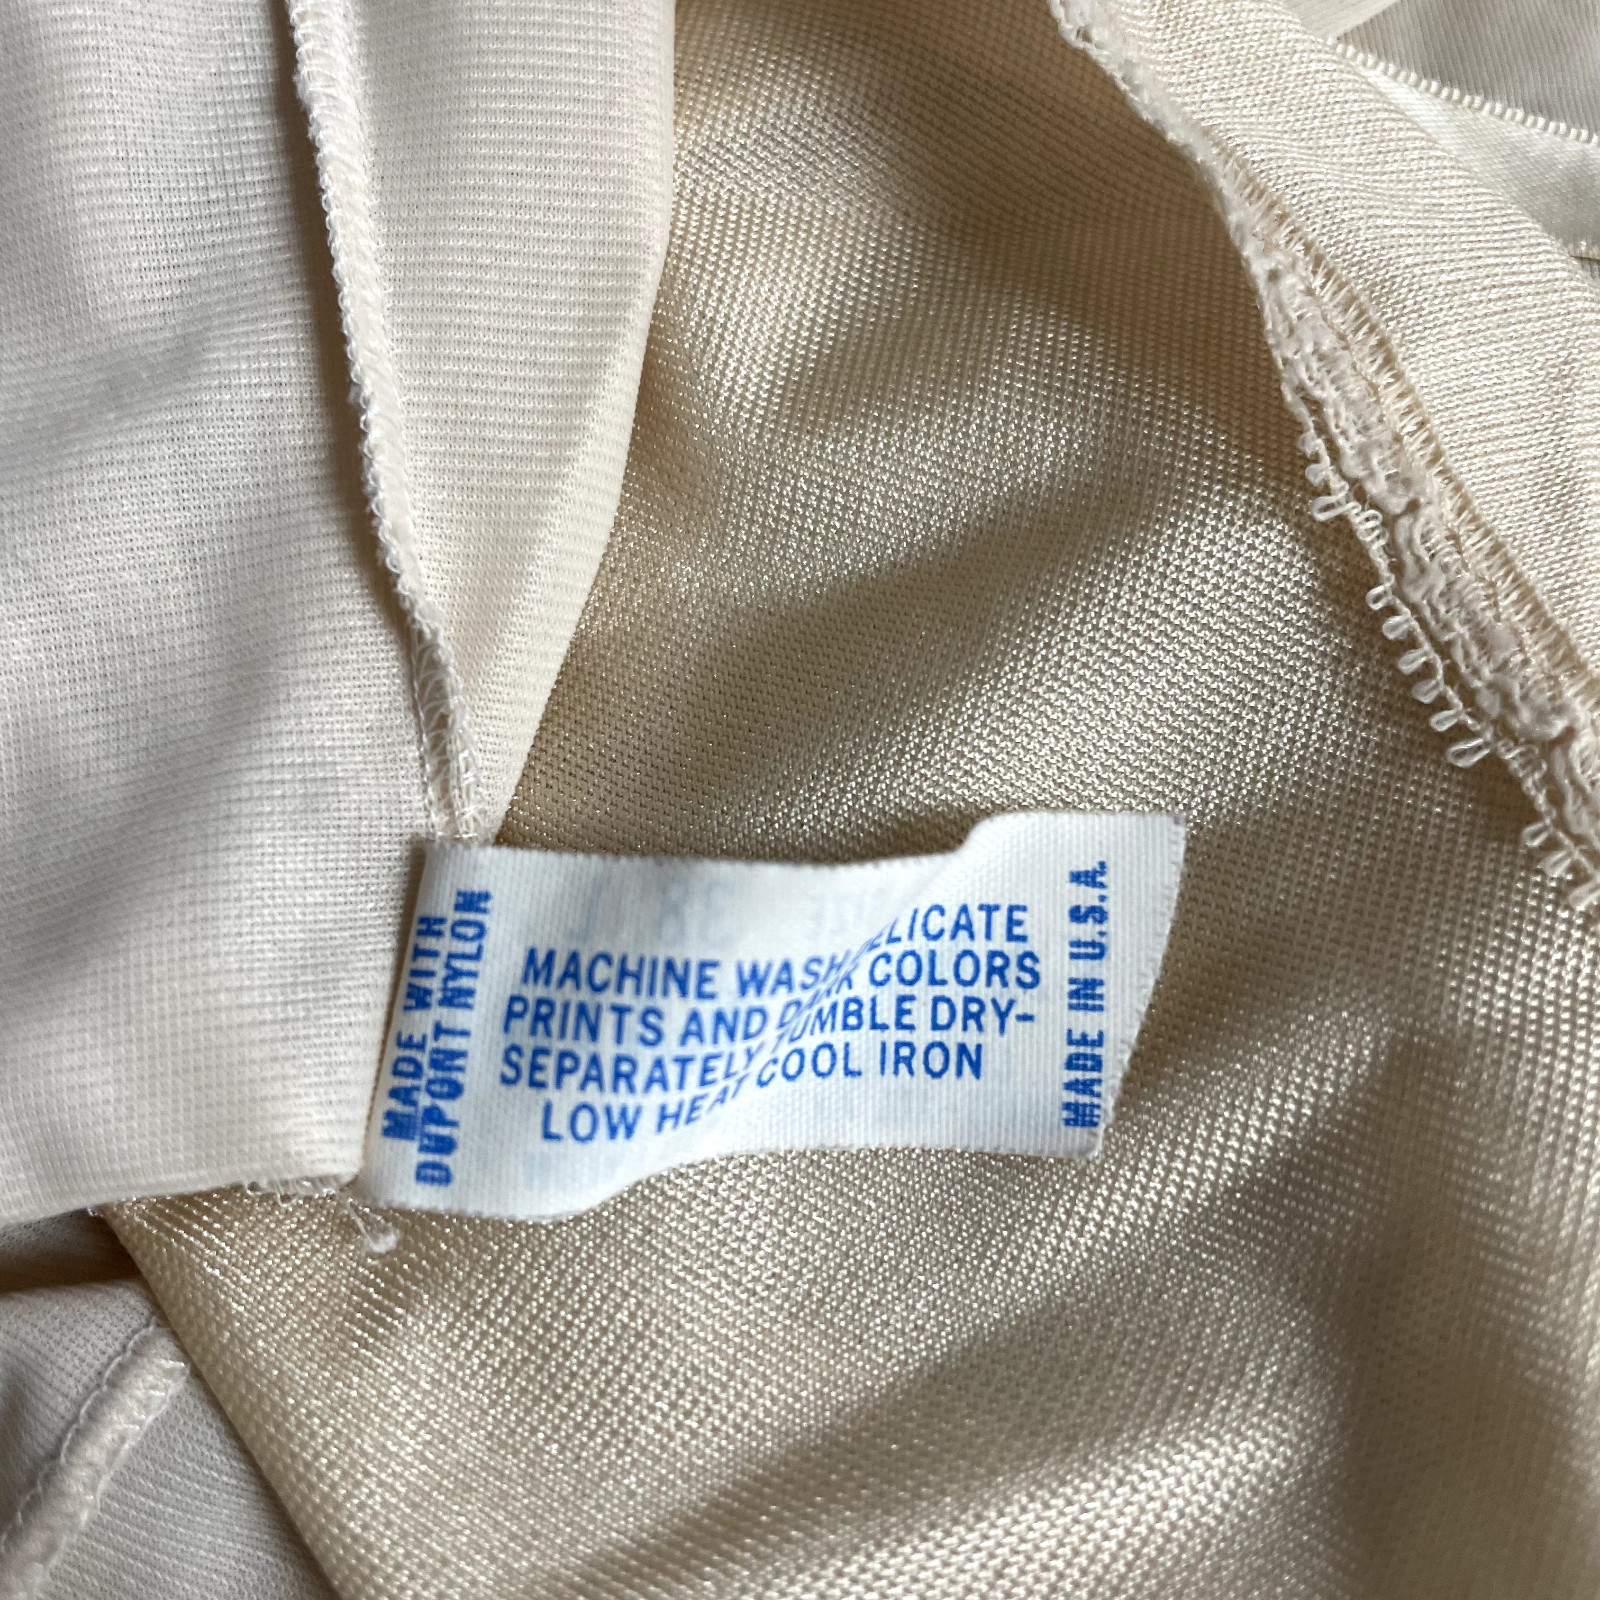 MADE WITH
DUPONT NYLON
MACHINE WASH DELICATE
PRINTS AND DARK COLORS
SEPARATELY TUMBLE DRY-
LOW HEAT COOL IRON
MADE IN U.S.A.